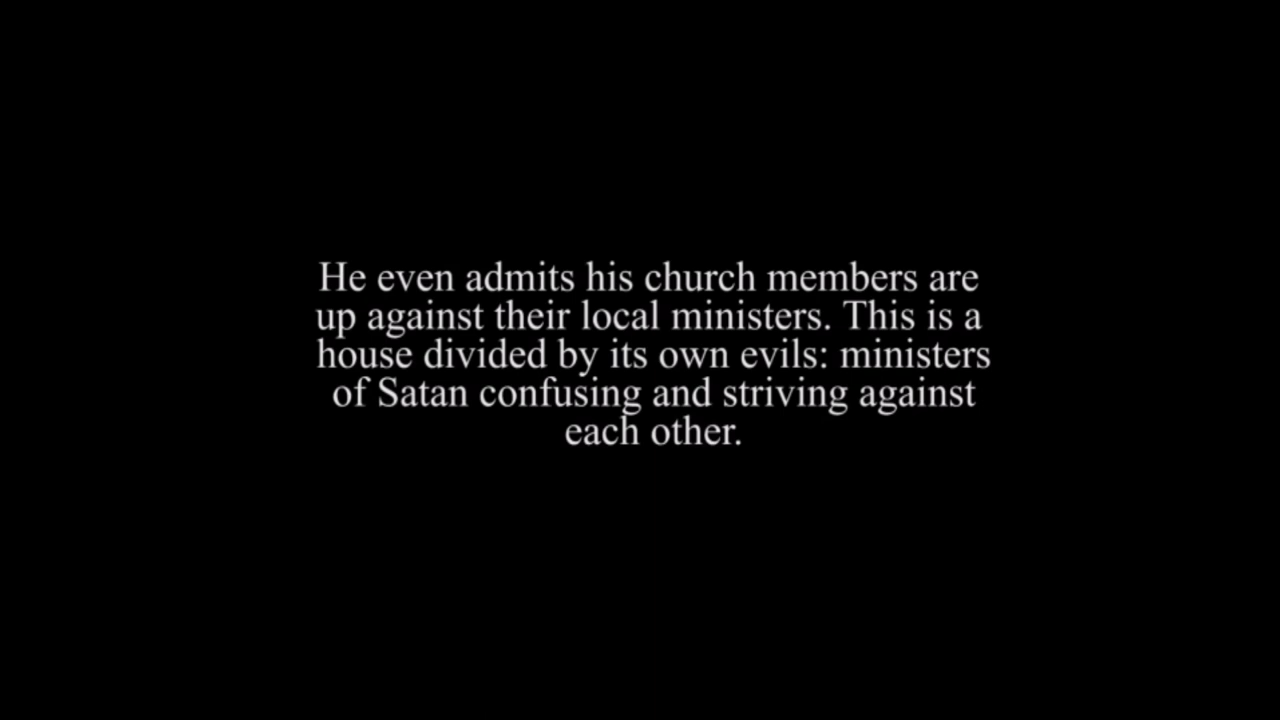 He even admits his church members are
up against their local ministers. This is a
house divided by its own evils: ministers
of Satan confusing and striving against
each other.